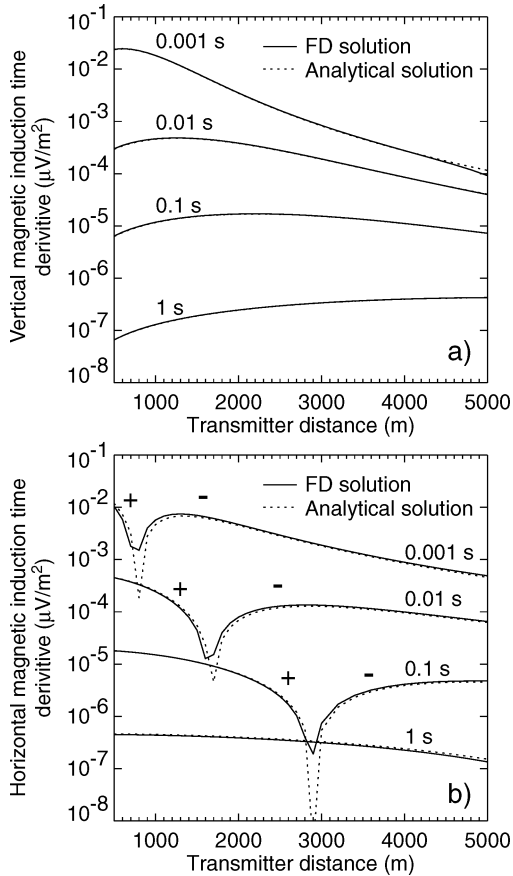 10-1
0.001 s
FD solution
Analytical solution
10-2
10-3
0.01 s
10-4
0.1 s
10-5
10-6
1 s
10-7
a)
10-8
Vertical magnetic induction time
derivitive (μV/m2)
1000 2000 3000 4000 5000
Transmitter distance (m)
10-1
FD solution
Analytical solution
+ -
10-2
0.001 s
10-3
+ -
0.01 s
10-4
+ -
0.1 s
10-5
10-6
1 s
10-7
b)
10-8
Horizontal magnetic induction time
derivitive (μV/m2)
1000 2000 3000 4000 5000
Transmitter distance (m)